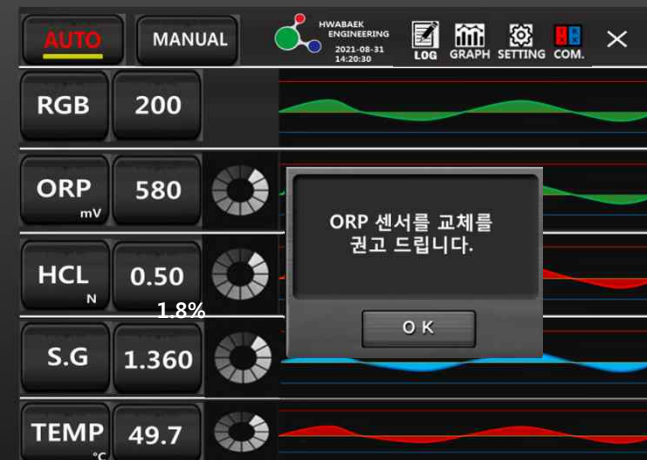 AUTO
MANUAL
HWABAEK
ENGINEERING
2021-08-31
14:20:30
LOG
GRAPH
SETTING
COM.
RGB
200
ORP
mV
580
HCL
N
0.50
1.8%
S.G
1.360
TEMP
℃
49.7
ORP 센서를 교체를
권고 드립니다.
OK